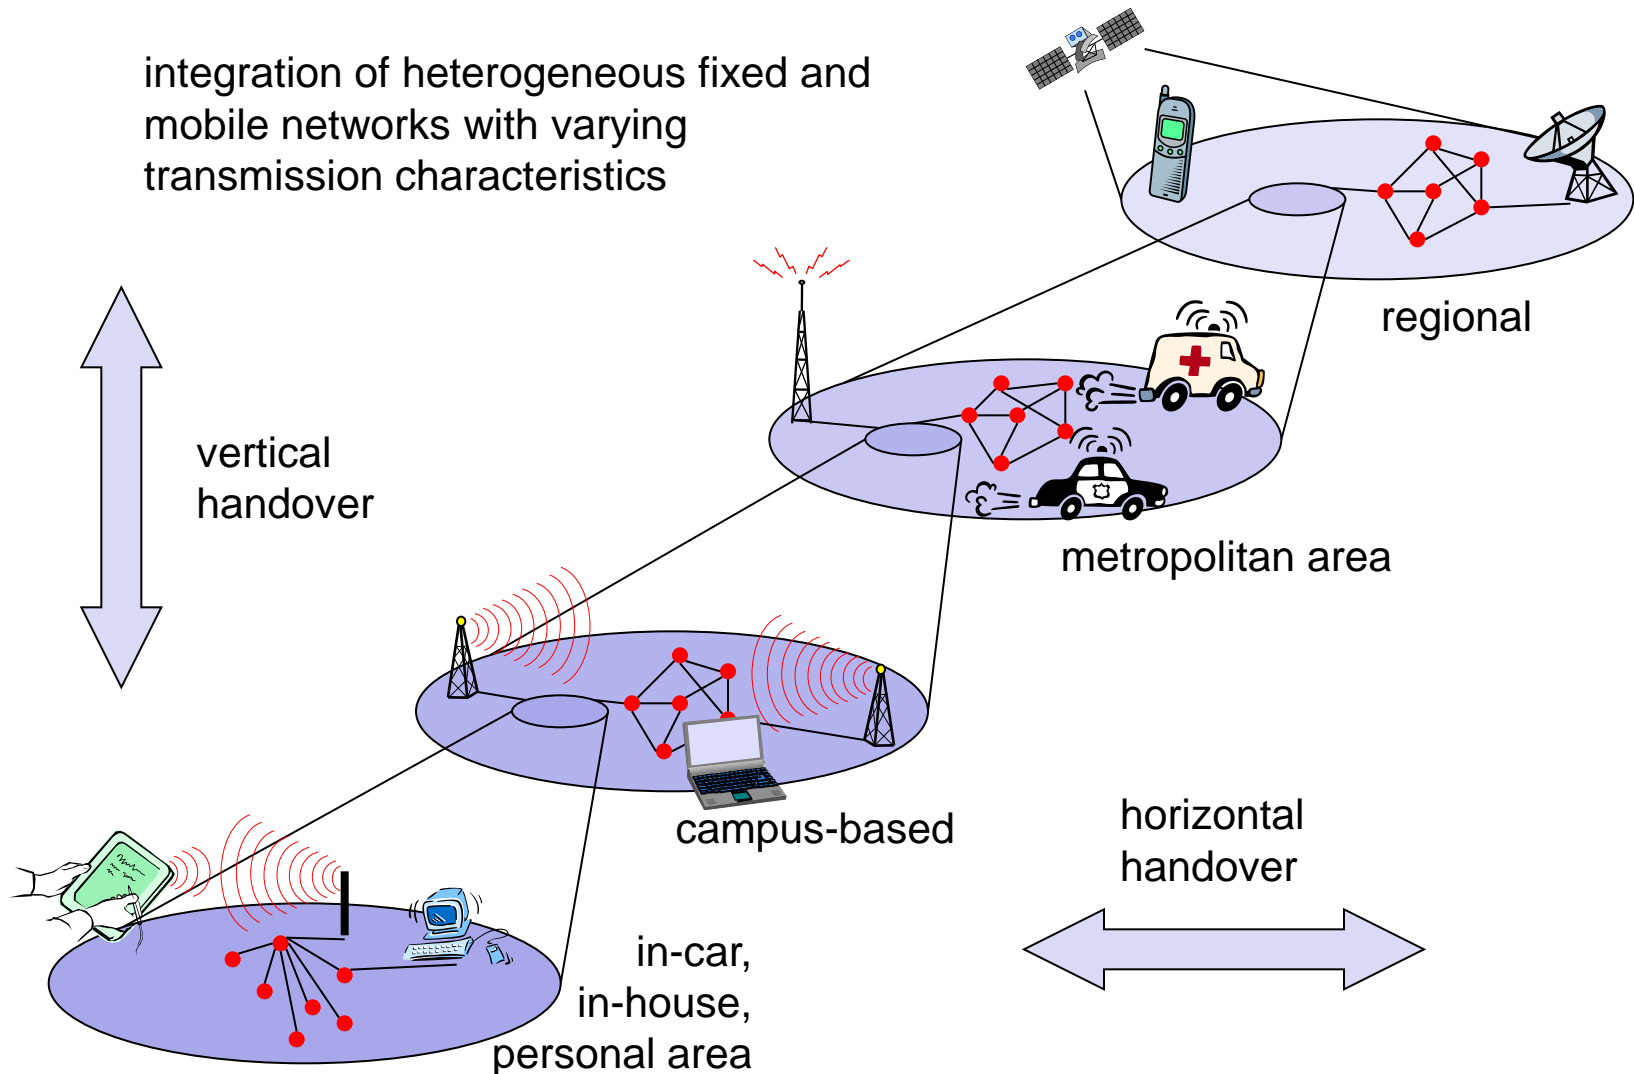 integration of heterogeneous fixed and
mobile networks with varying
transmission characteristics
regional
vertical
handover
metropolitan area
campus-based
horizontal
handover
in-car,
in-house,
personal area